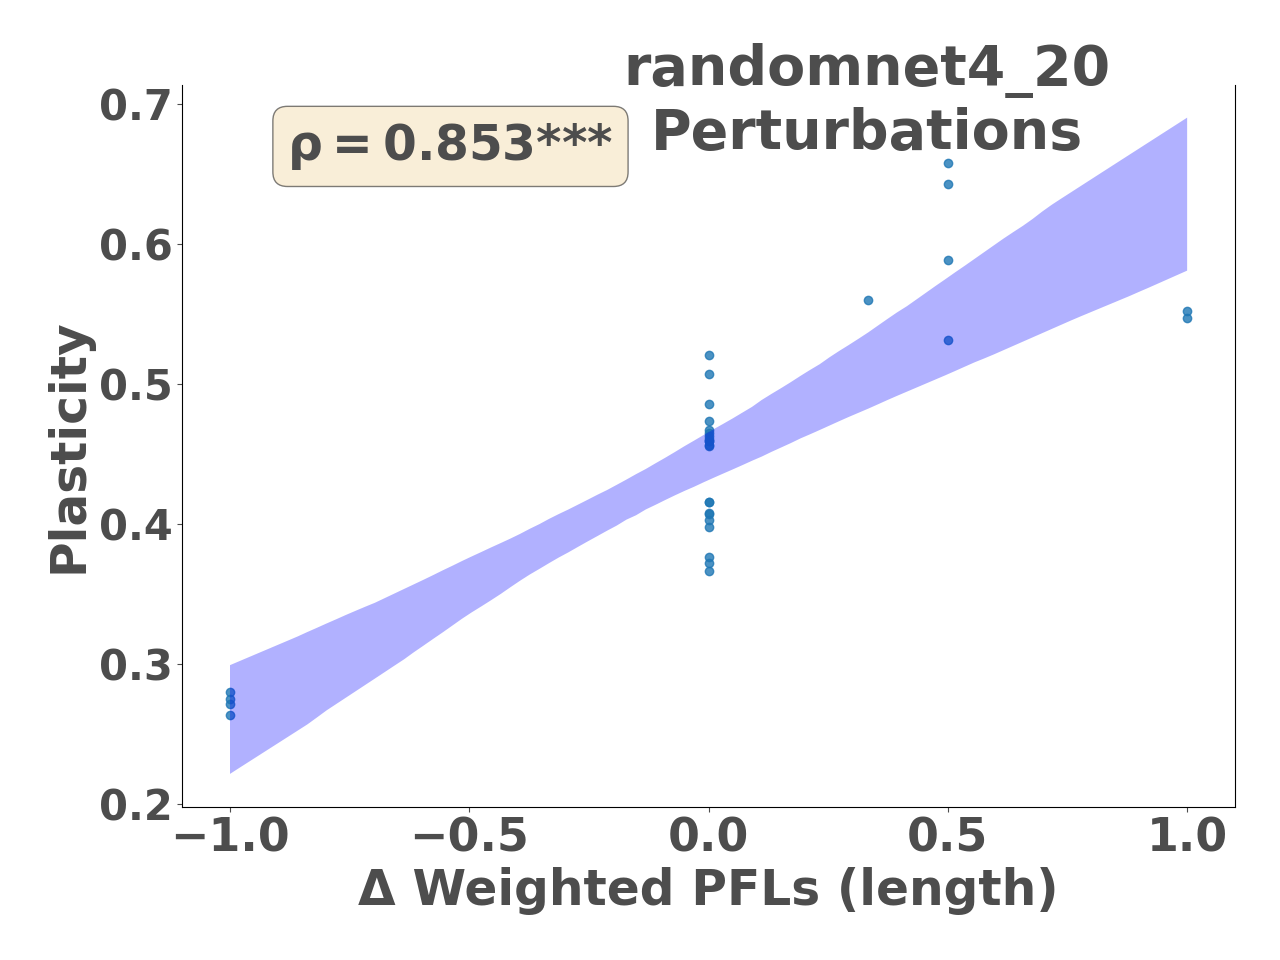 randomnet4_20
Perturbations
ρ = 0.853***
0.7
0.6
0.5
0.4
0.3
0.2
Plasticity
−1.0 −0.5 0.0 0.5 1.0
Δ Weighted PFLs (length)